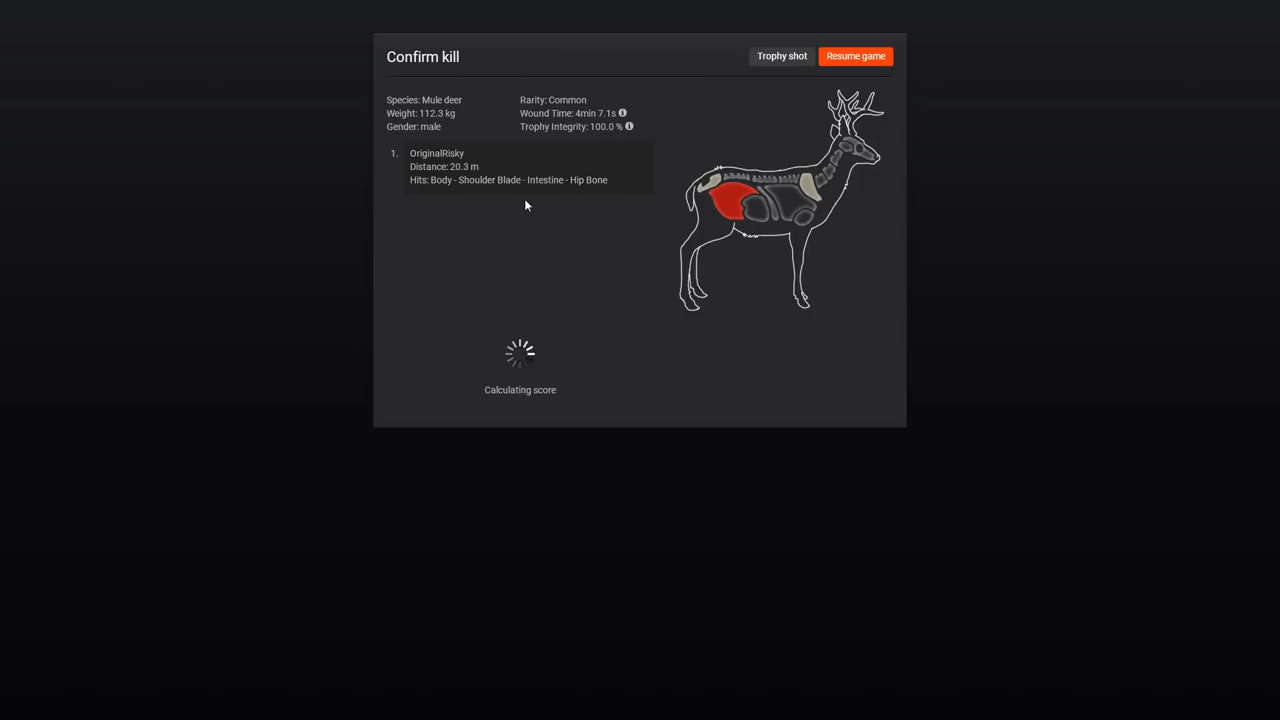 Confirm kill
Trophy shot
Resume game
Species: Mule deer
Weight: 112.3 kg
Gender: male
Rarity: Common
Wound Time: 4min 7.1s
Trophy Integrity: 100.0 %
1. OriginalRisky
Distance: 20.3 m
Hits: Body - Shoulder Blade - Intestine - Hip Bone
Calculating score